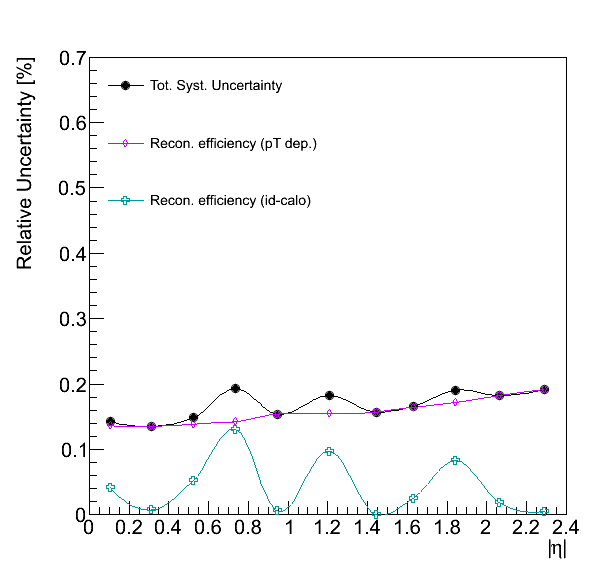 Relative Uncertainty [%]
0.7
0.6
0.5
0.4
0.3
0.2
0.1
0
Tot. Syst. Uncertainty
Recon. efficiency (pT dep.)
Recon. efficiency (id-calo)
0 0.2 0.4 0.6 0.8 1 1.2 1.4 1.6 1.8 2 2.2 2.4
|η|